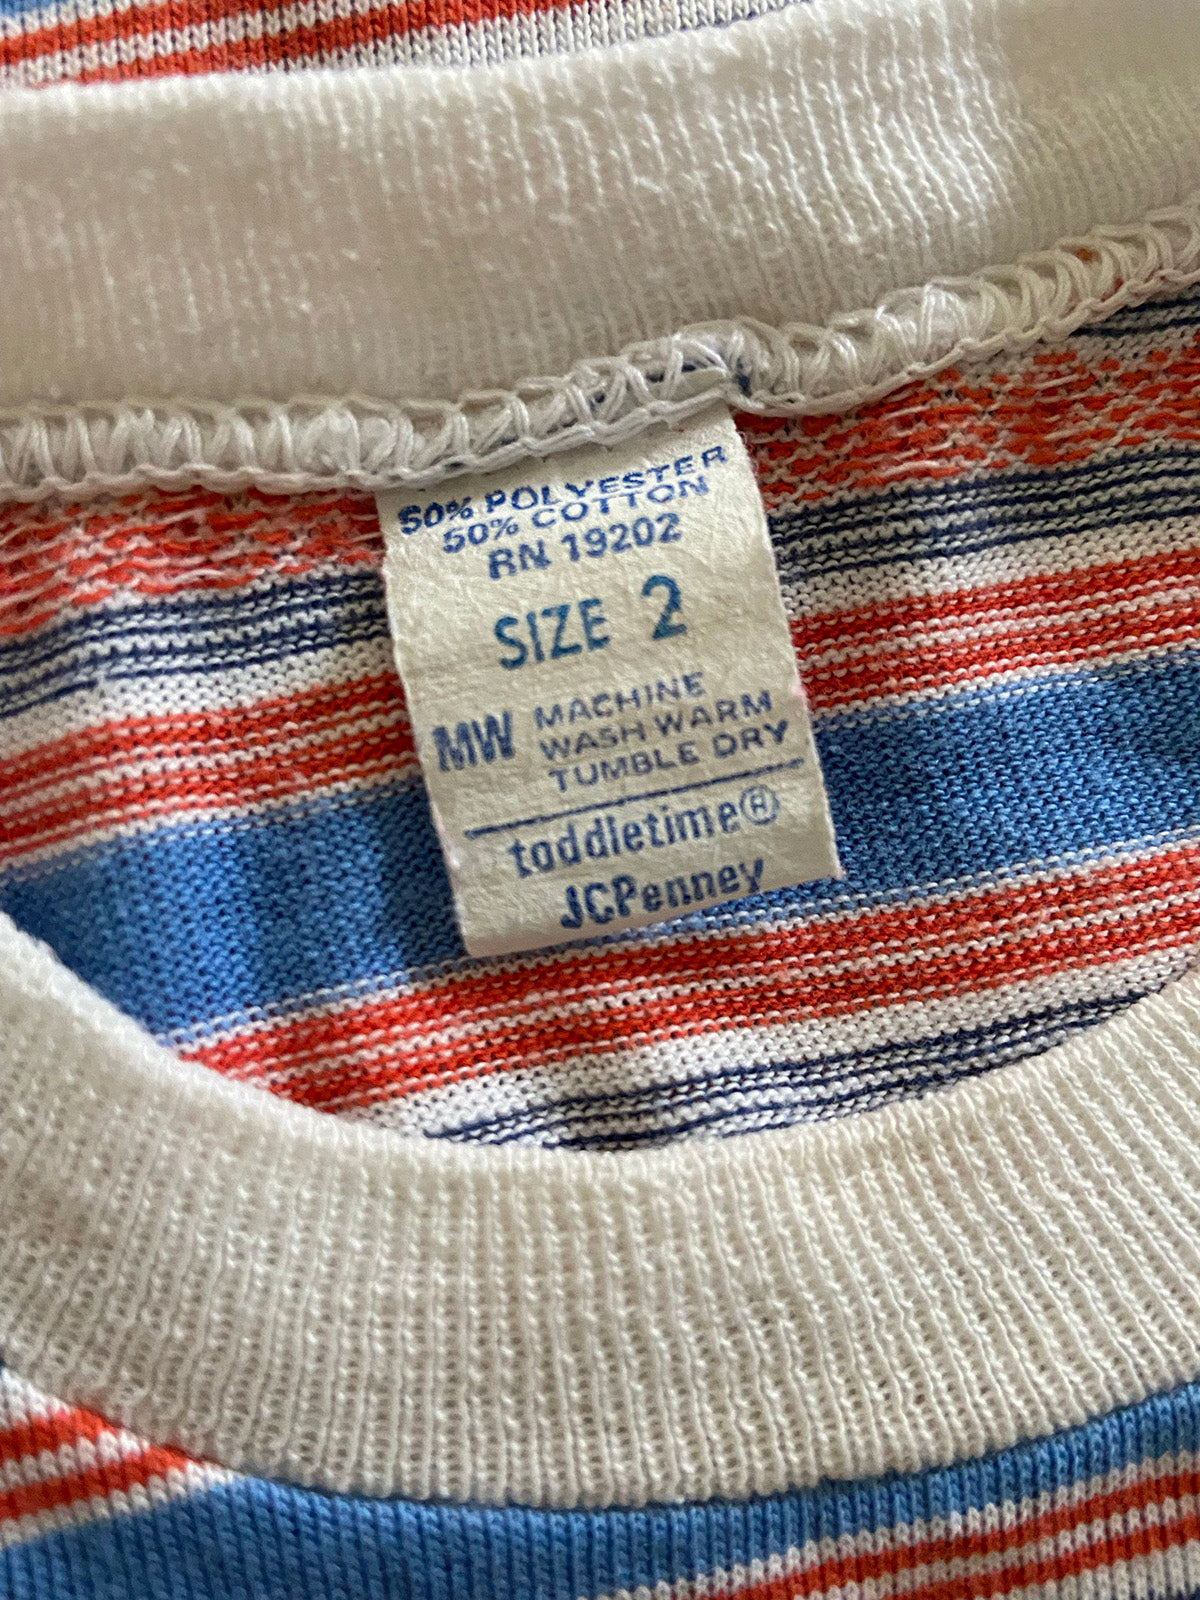 50% POLYESTER
50% COTTON
RN 19202
SIZE 2
MW MACHINE
WASH WARM
TUMBLE DRY
toddletime®
JCPenney